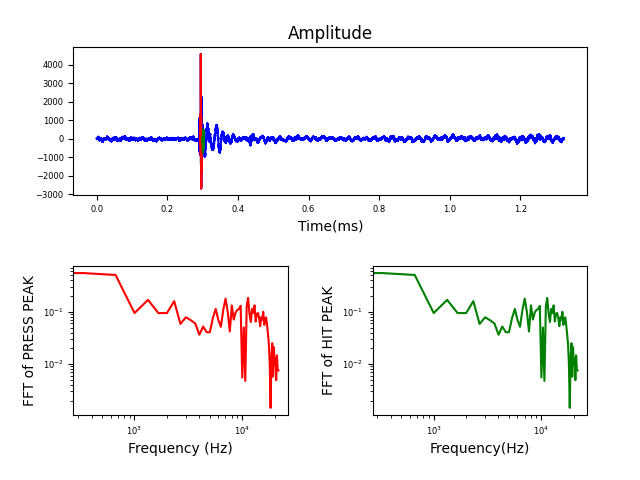 Amplitude
4000
3000
2000
1000
0
−1000
−2000
−3000
0.0 0.2 0.4 0.6 0.8 1.0 1.2
Time(ms)
FFT of PRESS PEAK
10⁻¹
10⁻²
10³ 10⁴
Frequency (Hz)
FFT of HIT PEAK
10⁻¹
10⁻²
10³ 10⁴
Frequency(Hz)